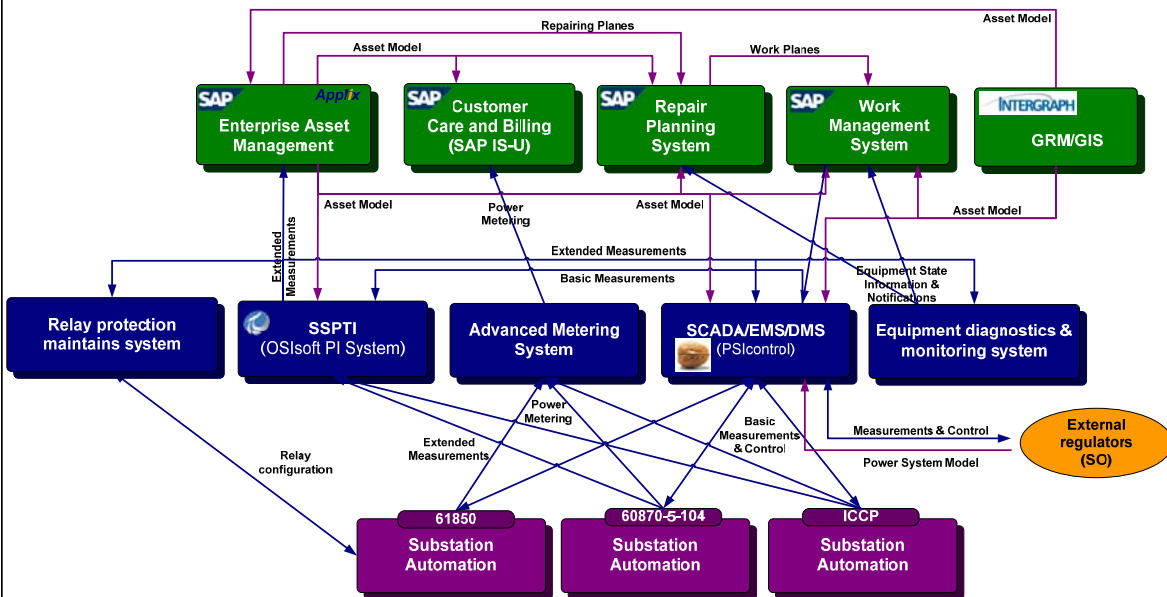 Asset Model
Repairing Planes
Asset Model
Work Planes
SAP
Applix
Enterprise Asset
Management
SAP
Customer
Care and Billing
(SAP IS-U)
SAP
Repair
Planning
System
SAP
Work
Management
System
INTERGRAPH
GRM/GIS
Asset Model
Power
Metering
Asset Model
Asset Model
Extended
Measurements
Extended Measurements
Basic Measurements
Equipment State
Information &
Notifications
Relay protection
maintains system
SSPTI
(OSIsoft PI System)
Advanced Metering
System
SCADA/EMS/DMS
(PSIcontrol)
Equipment diagnostics &
monitoring system
Power
Metering
Extended
Measurements
Basic
Measurements
& Control
Measurements & Control
Power System Model
External
regulators
(SO)
Relay
configuration
61850
Substation
Automation
60870-5-104
Substation
Automation
ICCP
Substation
Automation